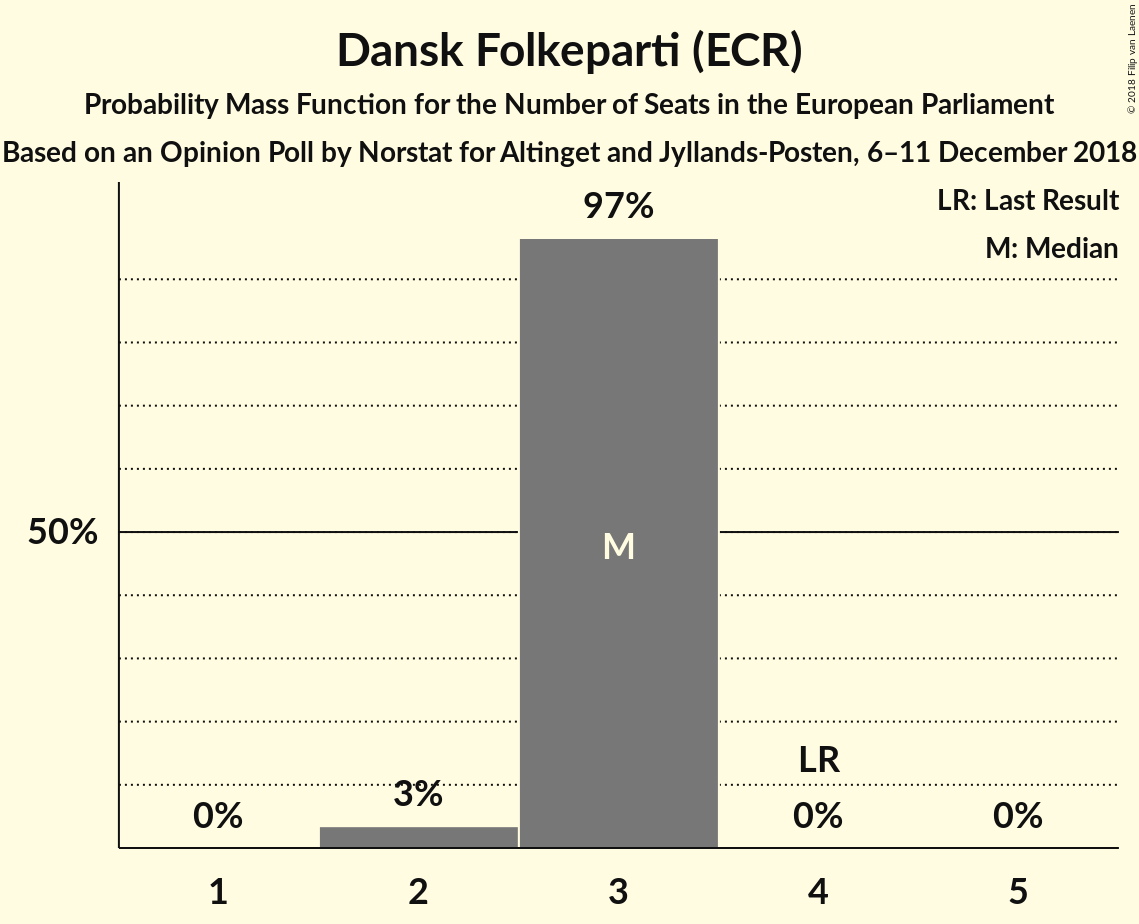 Dansk Folkeparti (ECR)
Probability Mass Function for the Number of Seats in the European Parliament
Based on an Opinion Poll by Norstat for Altinget and Jyllands-Posten, 6–11 December 2018
© 2018 Filip van Laenen
LR: Last Result
M: Median
97%
50%
M
LR
0%
3%
0%
0%
1 2 3 4 5